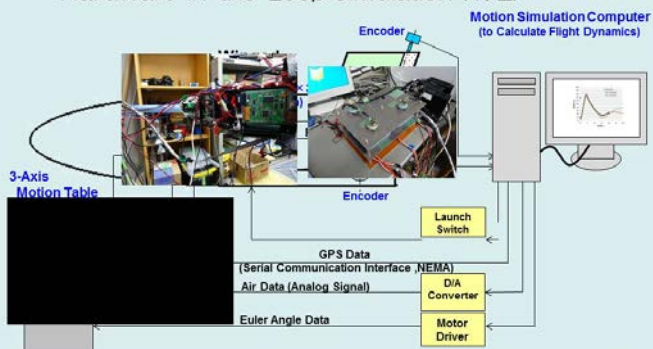 Motion Simulation Computer
(to Calculate Flight Dynamics)
Encoder
3-Axis
Motion Table
Encoder
Launch
Switch
GPS Data
(Serial Communication Interface ,NEMA)
Air Data (Analog Signal)
D/A
Converter
Euler Angle Data
Motor
Driver